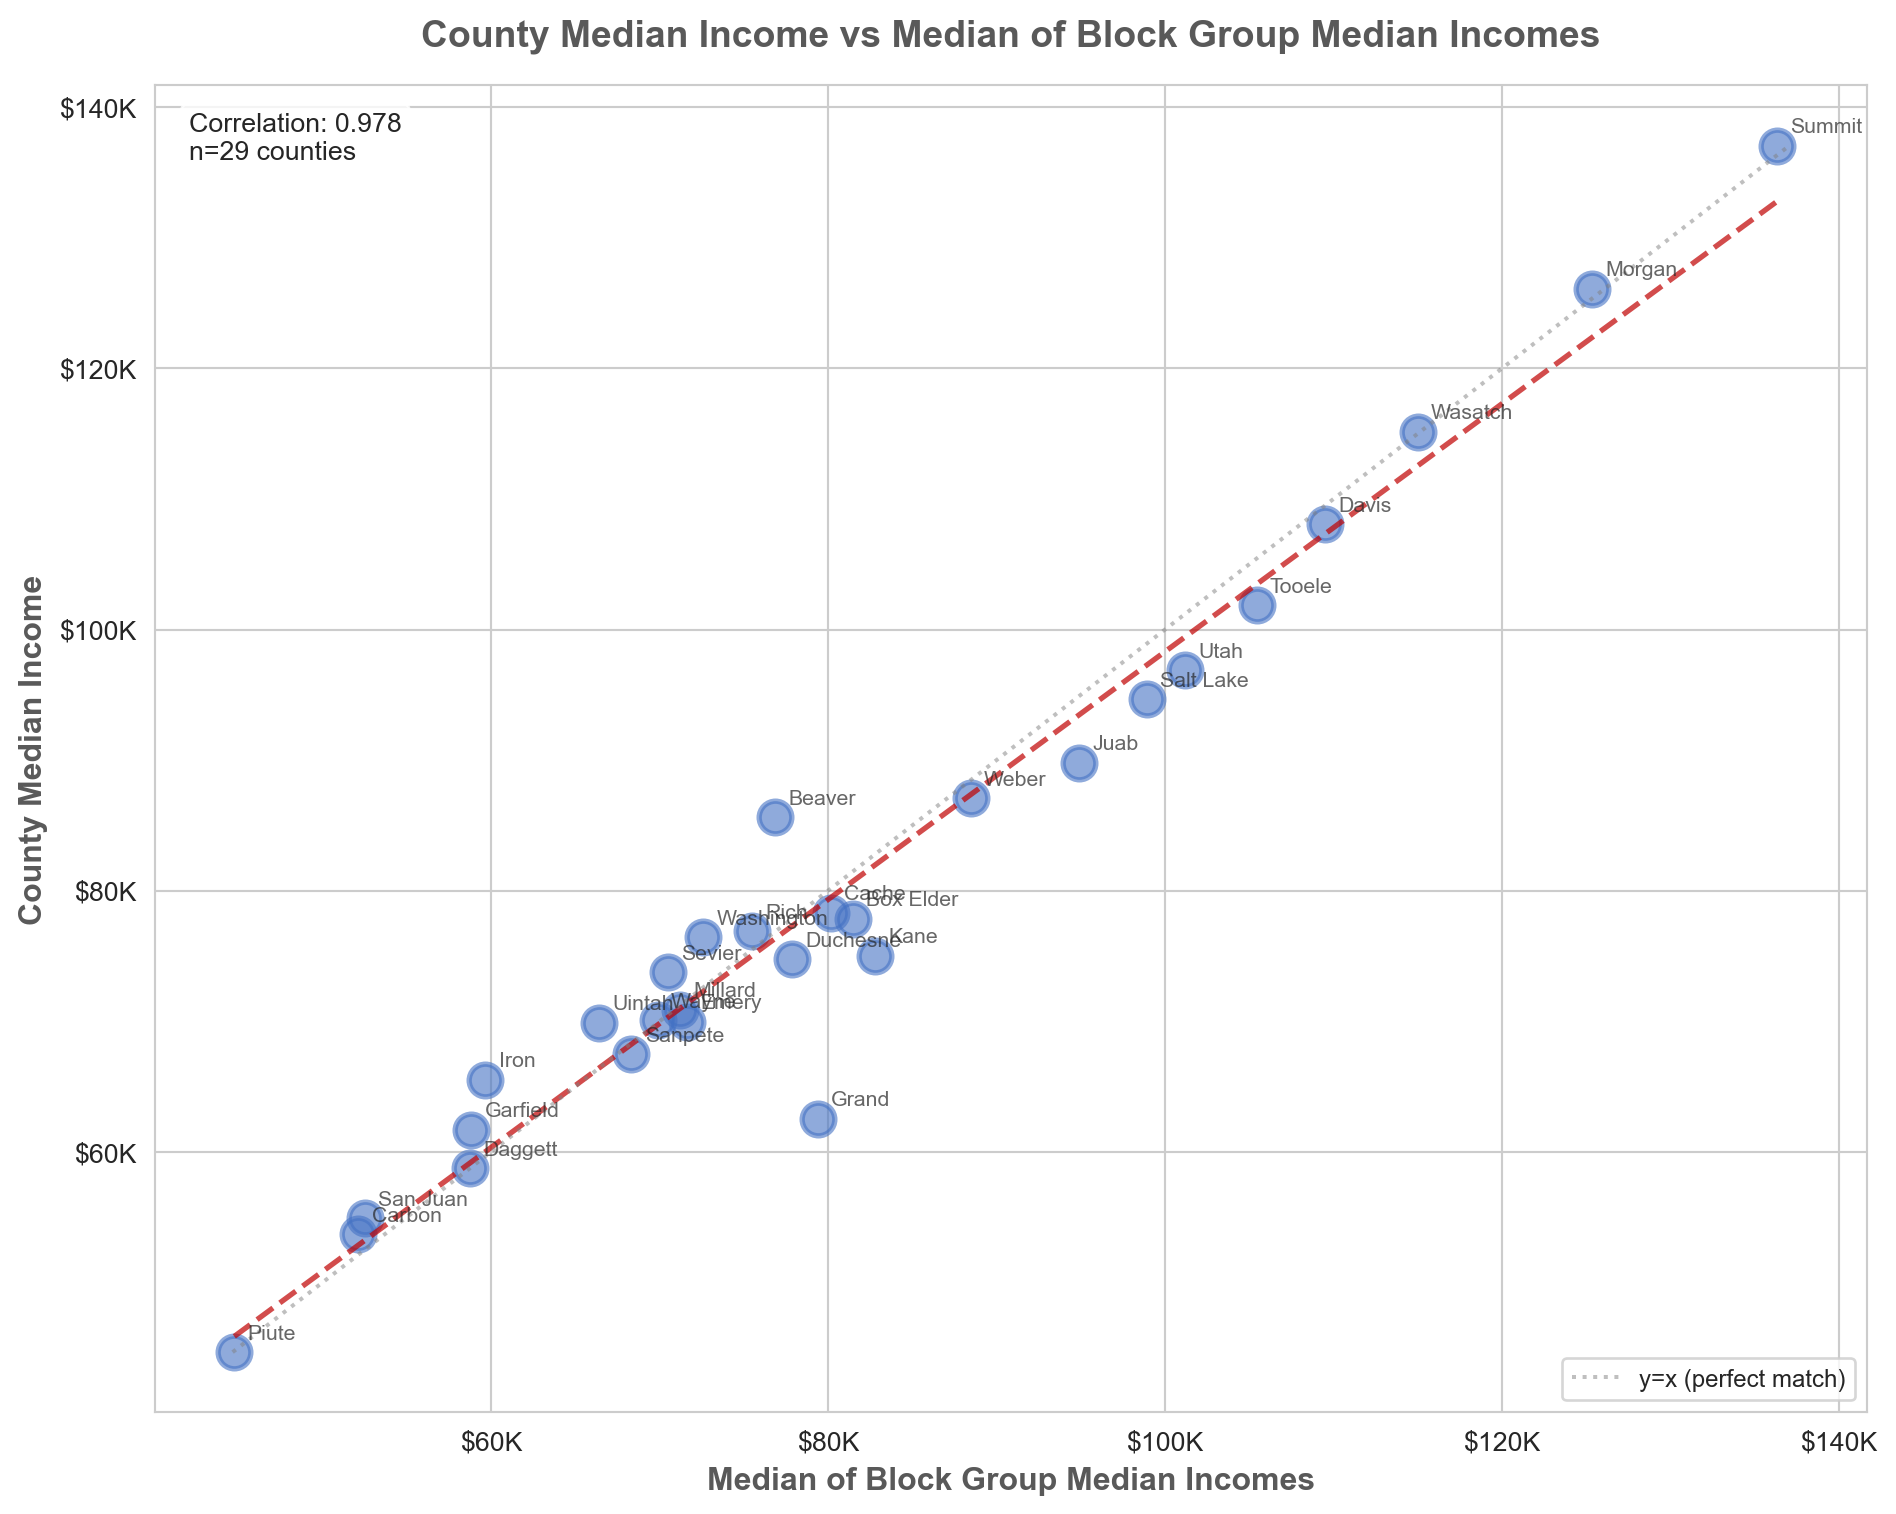 County Median Income vs Median of Block Group Median Incomes
$140K
Correlation: 0.978
n=29 counties
Summit
Morgan
$120K
Wasatch
Davis
Tooele
$100K
Utah
Salt Lake
Juab
Weber
Beaver
$80K
Cache
Box Elder
Rich
Washington
Kane
Duchesne
Sevier
Millard
Uintah
Wayne
Emery
Sanpete
Iron
Grand
Garfield
Daggett
$60K
San Juan
Carbon
Piute
County Median Income
y=x (perfect match)
$60K
$80K
$100K
$120K
$140K
Median of Block Group Median Incomes